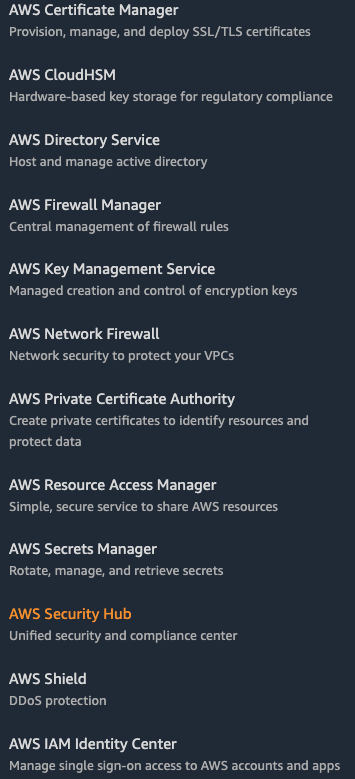 AWS Certificate Manager
Provision, manage, and deploy SSL/TLS certificates
AWS CloudHSM
Hardware-based key storage for regulatory compliance
AWS Directory Service
Host and manage active directory
AWS Firewall Manager
Central management of firewall rules
AWS Key Management Service
Managed creation and control of encryption keys
AWS Network Firewall
Network security to protect your VPCs
AWS Private Certificate Authority
Create private certificates to identify resources and
protect data
AWS Resource Access Manager
Simple, secure service to share AWS resources
AWS Secrets Manager
Rotate, manage, and retrieve secrets
AWS Security Hub
Unified security and compliance center
AWS Shield
DDoS protection
AWS IAM Identity Center
Manage single sign-on access to AWS accounts and apps